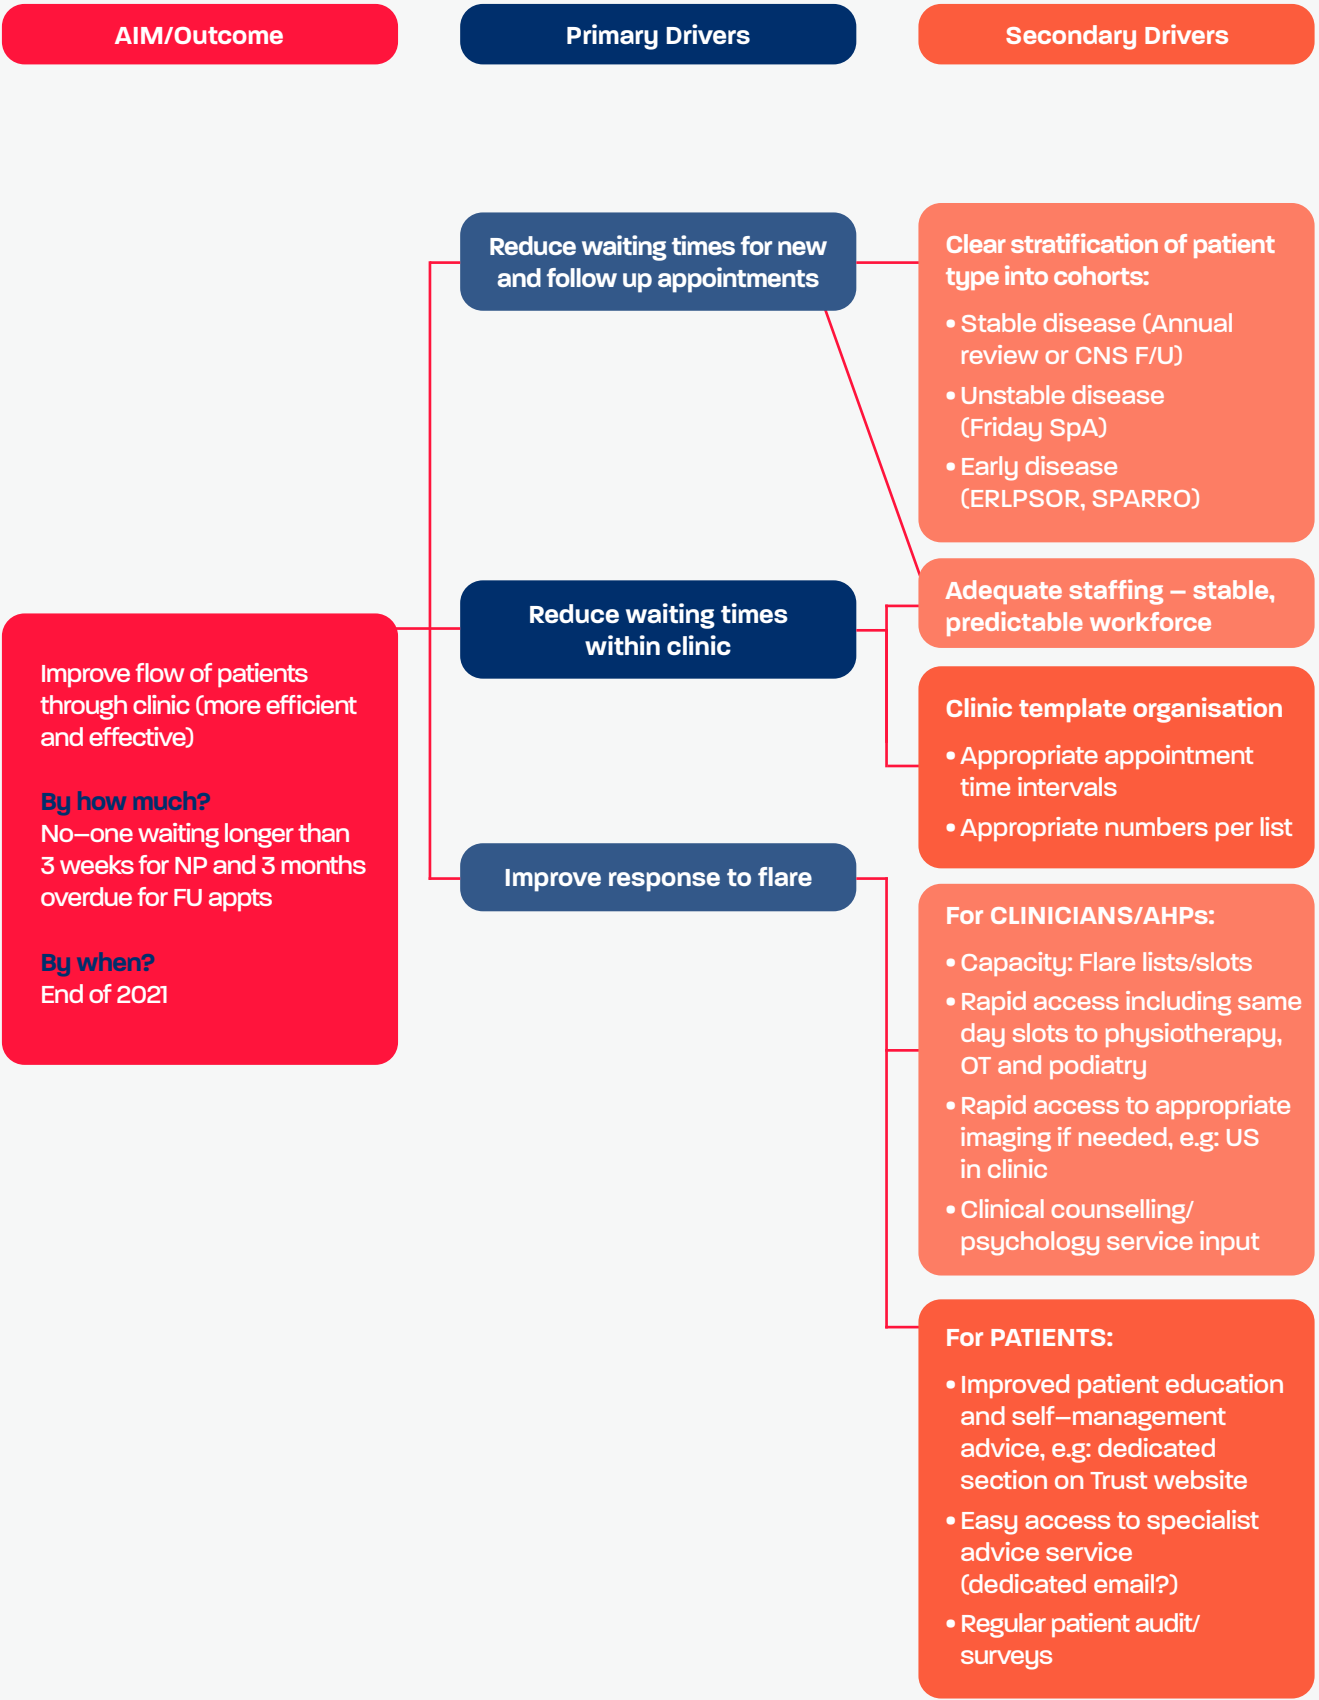 AIM/Outcome
Primary Drivers
Secondary Drivers
Improve flow of patients
through clinic (more efficient
and effective)
By how much?
No–one waiting longer than
3 weeks for NP and 3 months
overdue for FU appts
By when?
End of 2021
Reduce waiting times for new
and follow up appointments
Reduce waiting times
within clinic
Improve response to flare
Clear stratification of patient
type into cohorts:
• Stable disease (Annual
review or CNS F/U)
• Unstable disease
(Friday SpA)
• Early disease
(ERLPSOR, SPARRO)
Adequate staffing – stable,
predictable workforce
Clinic template organisation
• Appropriate appointment
time intervals
• Appropriate numbers per list
For CLINICIANS/AHPs:
• Capacity: Flare lists/slots
• Rapid access including same
day slots to physiotherapy,
OT and podiatry
• Rapid access to appropriate
imaging if needed, e.g: US
in clinic
• Clinical counselling/
psychology service input
For PATIENTS:
• Improved patient education
and self–management
advice, e.g: dedicated
section on Trust website
• Easy access to specialist
advice service
(dedicated email?)
• Regular patient audit/
surveys